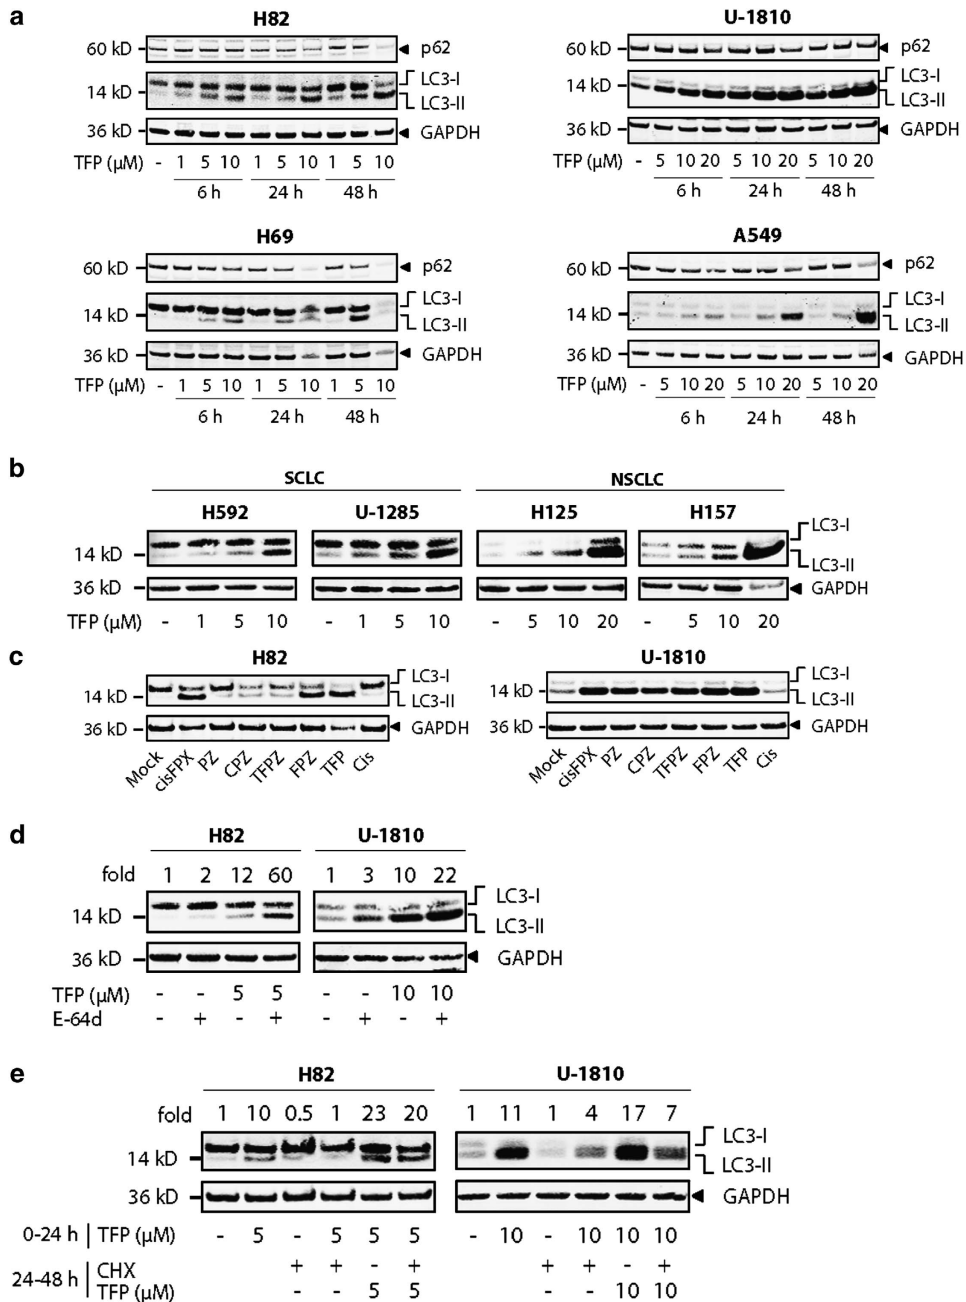 a
H82
60 kD
p62
14 kD
LC3-I
LC3-II
36 kD
GAPDH
TFP (µM) - 1 5 10 1 5 10 1 5 10
6 h 24 h 48 h
U-1810
60 kD
p62
14 kD
LC3-I
LC3-II
36 kD
GAPDH
TFP (µM) - 5 10 20 5 10 20 5 10 20
6 h 24 h 48 h
H69
60 kD
p62
14 kD
LC3-I
LC3-II
36 kD
GAPDH
TFP (µM) - 1 5 10 1 5 10 1 5 10
6 h 24 h 48 h
A549
60 kD
p62
14 kD
LC3-I
LC3-II
36 kD
GAPDH
TFP (µM) - 5 10 20 5 10 20 5 10 20
6 h 24 h 48 h
b
SCLC NSCLC
H592 U-1285 H125 H157
14 kD
LC3-I
LC3-II
36 kD
GAPDH
TFP (µM) - 1 5 10 - 1 5 10 - 5 10 20 - 5 10 20
c
H82
14 kD
LC3-I
LC3-II
36 kD
GAPDH
Mock cisFPX PZ CPZ TFPZ FPZ TFP Cis
U-1810
14 kD
LC3-I
LC3-II
36 kD
GAPDH
Mock cisFPX PZ CPZ TFPZ FPZ TFP Cis
d
H82 U-1810
fold 1 2 12 60 1 3 10 22
14 kD
LC3-I
LC3-II
36 kD
GAPDH
TFP (µM) - - 5 5 - - 10 10
E-64d - + - + - + - +
e
H82 U-1810
fold 1 10 0.5 1 23 20 1 11 1 4 17 7
14 kD
LC3-I
LC3-II
36 kD
GAPDH
0-24 h TFP (µM) - 5 - 5 5 5 - 10 - 10 10 10
24-48 h
CHX + + - + + + - +
TFP (µM) - - 5 5 - - 10 10